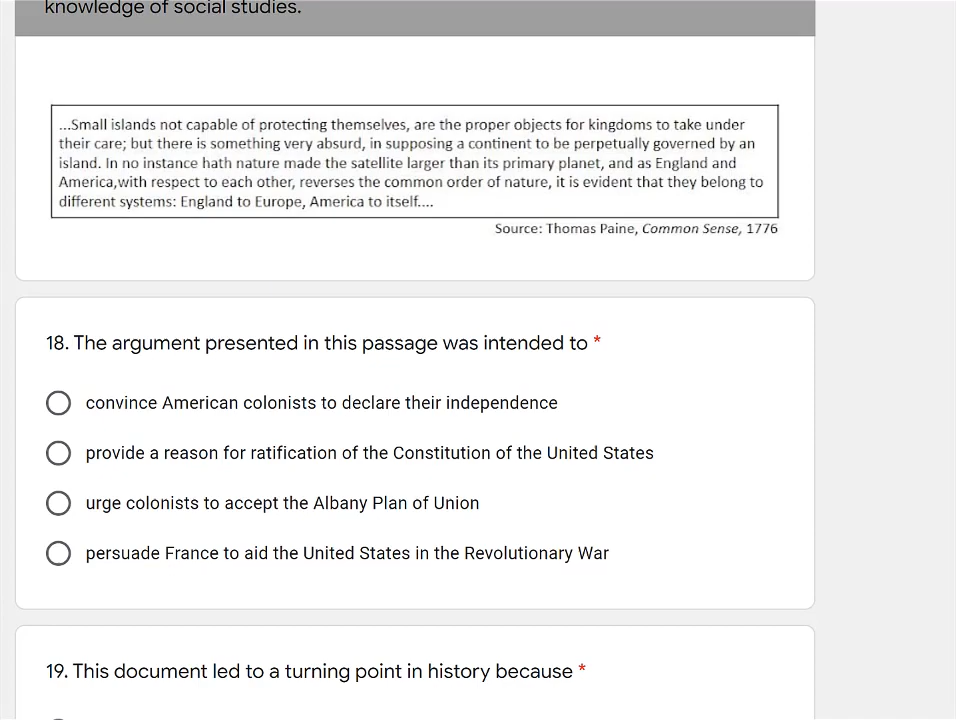 knowledge of social studies.
...Small islands not capable of protecting themselves, are the proper objects for kingdoms to take under
their care; but there is something very absurd, in supposing a continent to be perpetually governed by an
island. In no instance hath nature made the satellite larger than its primary planet, and as England and
America,with respect to each other, reverses the common order of nature, it is evident that they belong to
different systems: England to Europe, America to itself....
Source: Thomas Paine, Common Sense, 1776
18. The argument presented in this passage was intended to *
convince American colonists to declare their independence
provide a reason for ratification of the Constitution of the United States
urge colonists to accept the Albany Plan of Union
persuade France to aid the United States in the Revolutionary War
19. This document led to a turning point in history because *